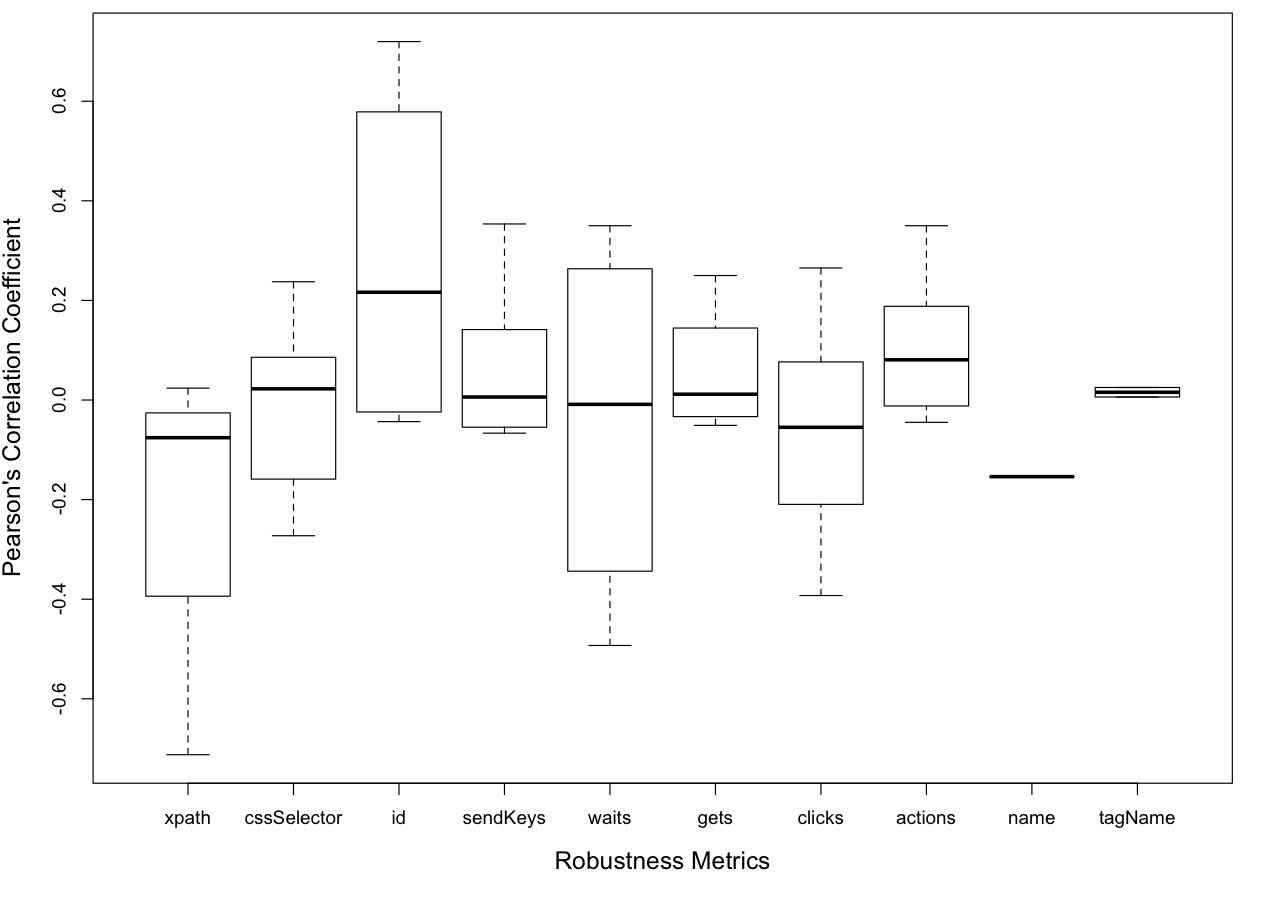 Pearson's Correlation Coefficient
0.6
0.4
0.2
0.0
-0.2
-0.4
-0.6
xpath cssSelector id sendKeys waits gets clicks actions name tagName
Robustness Metrics